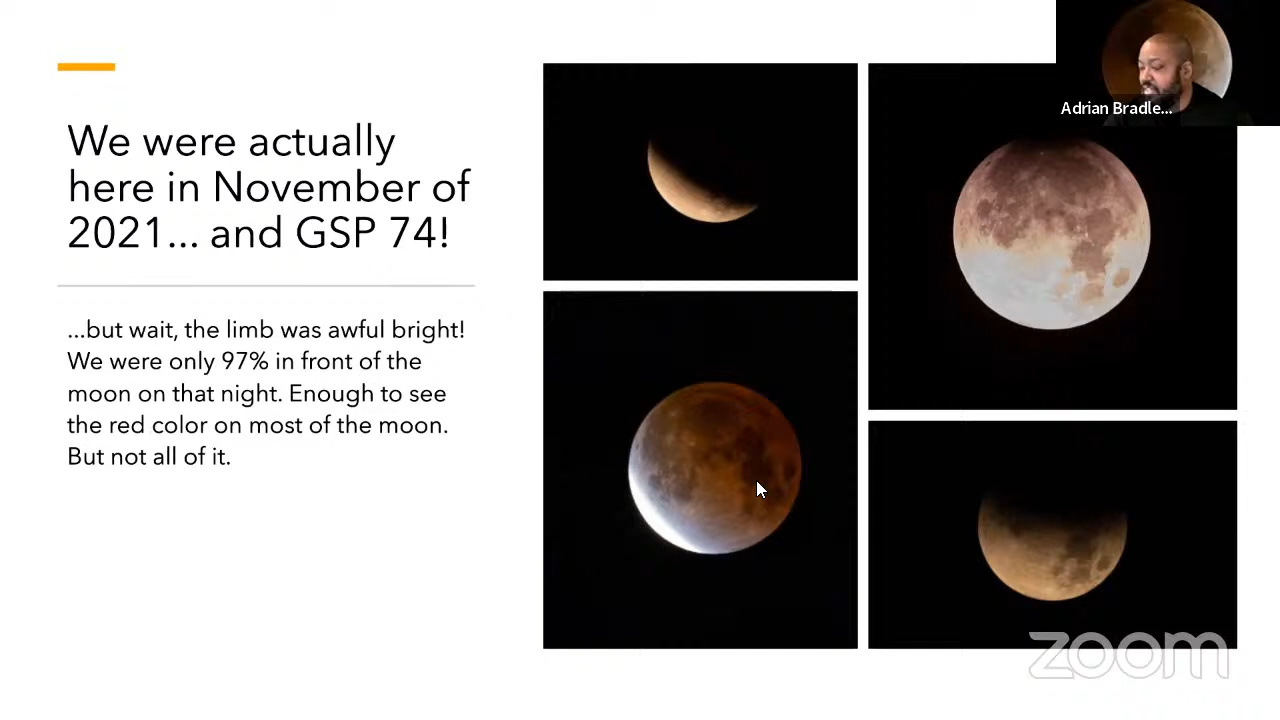 We were actually
here in November of
2021... and GSP 74!
...but wait, the limb was awful bright!
We were only 97% in front of the
moon on that night. Enough to see
the red color on most of the moon.
But not all of it.
Adrian Bradle...
zoom